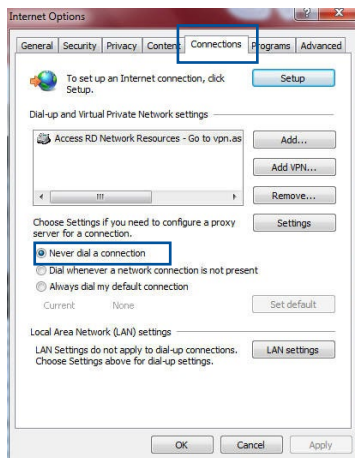 Internet Options
General Security Privacy Content Connections Programs Advanced
To set up an Internet connection, click
Setup.
Setup
Dial-up and Virtual Private Network settings
Access RD Network Resources - Go to vpn.as
Add...
Add VPN...
Remove...
Choose Settings if you need to configure a proxy
server for a connection.
Settings
Never dial a connection
Dial whenever a network connection is not present
Always dial my default connection
Current None
Set default
Local Area Network (LAN) settings
LAN Settings do not apply to dial-up connections.
Choose Settings above for dial-up settings.
LAN settings
OK Cancel Apply